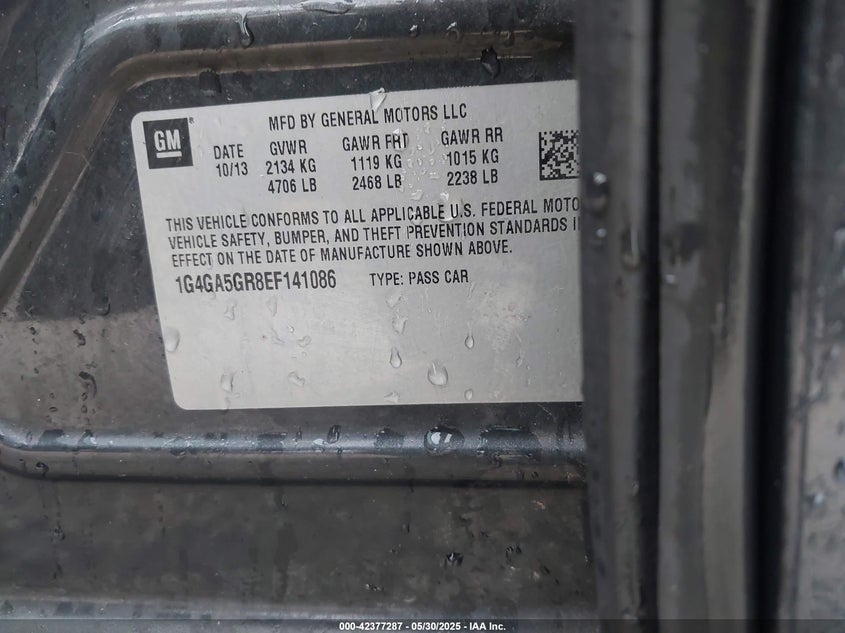 GM
MFD BY GENERAL MOTORS LLC
DATE GVWR GAWR FRT GAWR RR
10/13 2134 KG 1119 KG 1015 KG
4706 LB 2468 LB 2238 LB
THIS VEHICLE CONFORMS TO ALL APPLICABLE U.S. FEDERAL MOTO
VEHICLE SAFETY, BUMPER, AND THEFT PREVENTION STANDARDS I
EFFECT ON THE DATE OF MANUFACTURE SHOWN ABOVE.
1G4GA5GR8EF141086 TYPE: PASS CAR
000-42377287 - 05/30/2025 - IAA Inc.